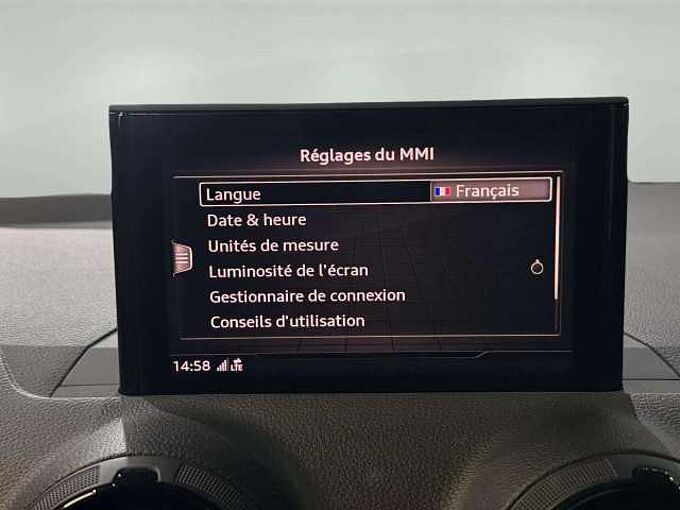 Réglages du MMI
Langue Français
Date & heure
Unités de mesure
Luminosité de l'écran
Gestionnaire de connexion
Conseils d'utilisation
14:58 LTE